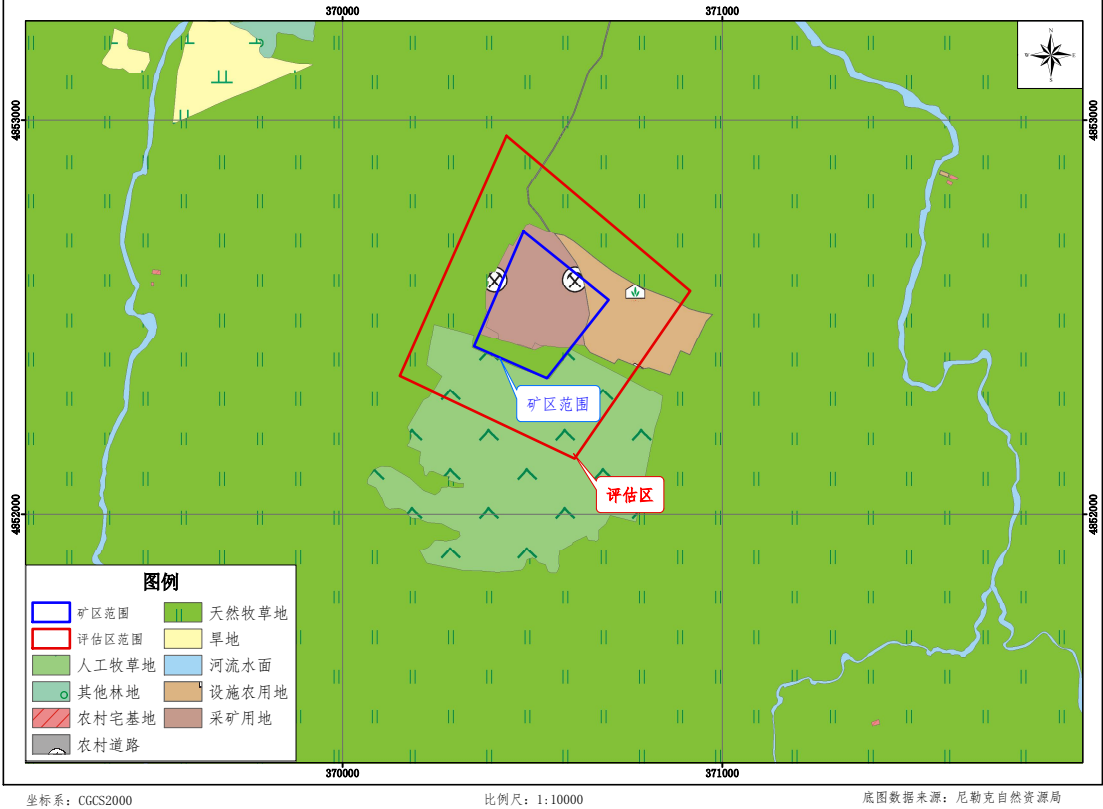 370000
371000
N
W
E
S
4853000
4853000
矿区范围
评估区
4852000
4852000
图例
矿区范围
天然牧草地
评估区范围
旱地
人工牧草地
河流水面
其他林地
设施农用地
农村宅基地
采矿用地
农村道路
370000
371000
坐标系: CGCS2000
比例尺: 1:10000
底图数据来源: 尼勒克自然资源局